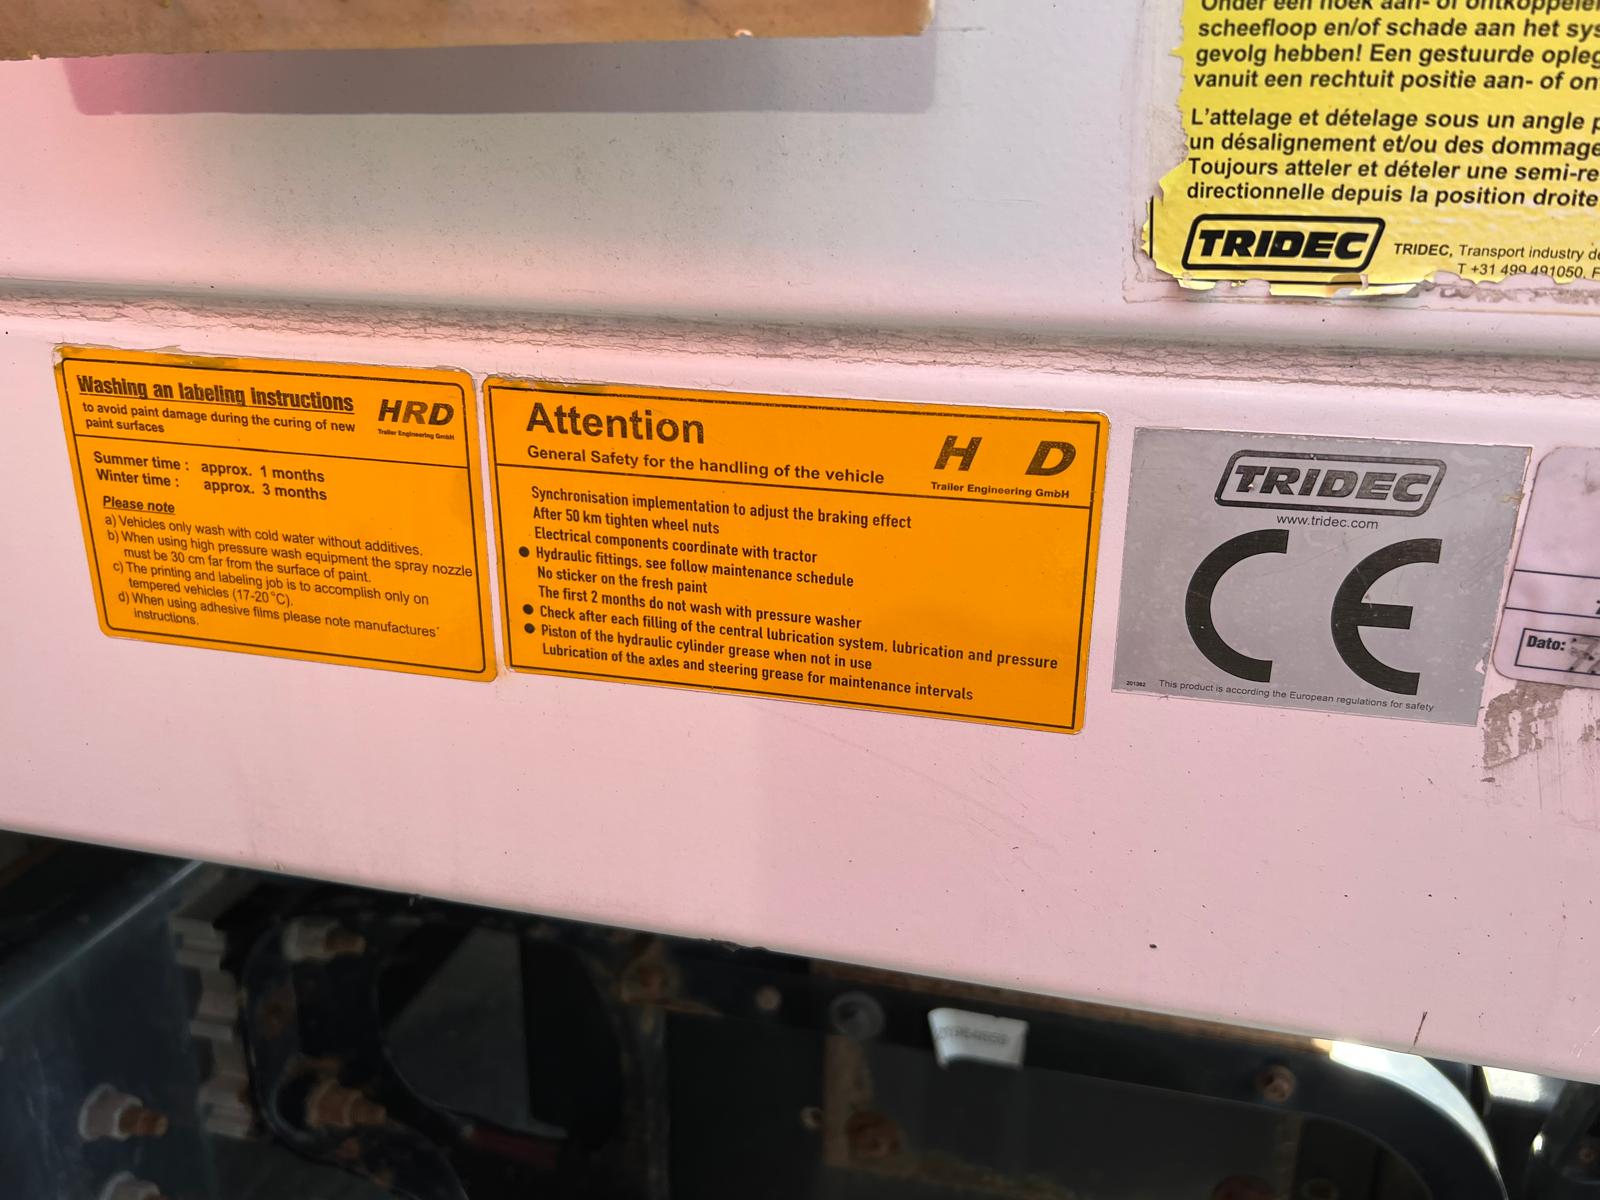 Onder een hoek aan- of ontkoppelen
scheefloop en/of schade aan het sys
gevolg hebben! Een gestuurde opleg
vanuit een rechtuit positie aan- of on
L'attelage et dételage sous un angle p
un désalignement et/ou des dommage
Toujours atteler et dételer une semi-re
directionnelle depuis la position droite
TRIDEC
TRIDEC, Transport industry de
T +31 499 491050, F
Washing an labeling Instructions
to avoid paint damage during the curing of new
paint surfaces
HRD
Trailer Engineering GmbH
Summer time : approx. 1 months
Winter time : approx. 3 months
Please note
a) Vehicles only wash with cold water without additives.
b) When using high pressure wash equipment the spray nozzle
must be 30 cm far from the surface of paint.
c) The printing and labeling job is to accomplish only on
tempered vehicles (17-20°C).
d) When using adhesive films please note manufactures'
instructions.
Attention
General Safety for the handling of the vehicle
H D
Trailer Engineering GmbH
Synchronisation implementation to adjust the braking effect
After 50 km tighten wheel nuts
Electrical components coordinate with tractor
● Hydraulic fittings, see follow maintenance schedule
No sticker on the fresh paint
The first 2 months do not wash with pressure washer
● Check after each filling of the central lubrication system, lubrication and pressure
● Piston of the hydraulic cylinder grease when not in use
Lubrication of the axles and steering grease for maintenance intervals
TRIDEC
www.tridec.com
CE
201362
This product is according the European regulations for safety
Dato: